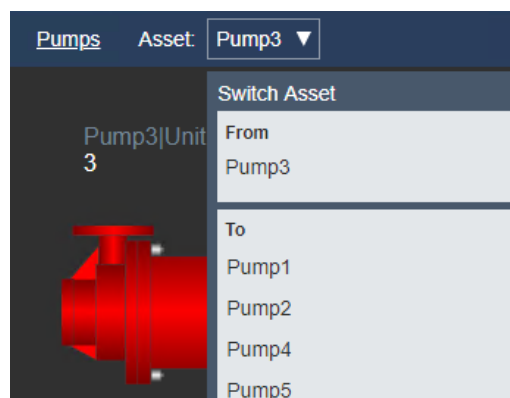 Pumps Asset: Pump3 ▼
Switch Asset
Pump3|Unit
3
From
Pump3
To
Pump1
Pump2
Pump4
Pump5